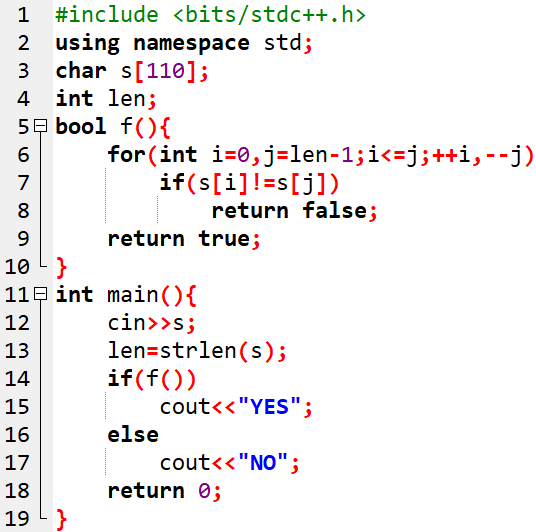 1 #include <bits/stdc++.h>
2 using namespace std;
3 char s[110];
4 int len;
5 bool f(){
6     for(int i=0,j=len-1;i<=j;++i,--j)
7         if(s[i]!=s[j])
8             return false;
9     return true;
10 }
11 int main(){
12     cin>>s;
13     len=strlen(s);
14     if(f())
15         cout<<"YES";
16     else
17         cout<<"NO";
18     return 0;
19 }